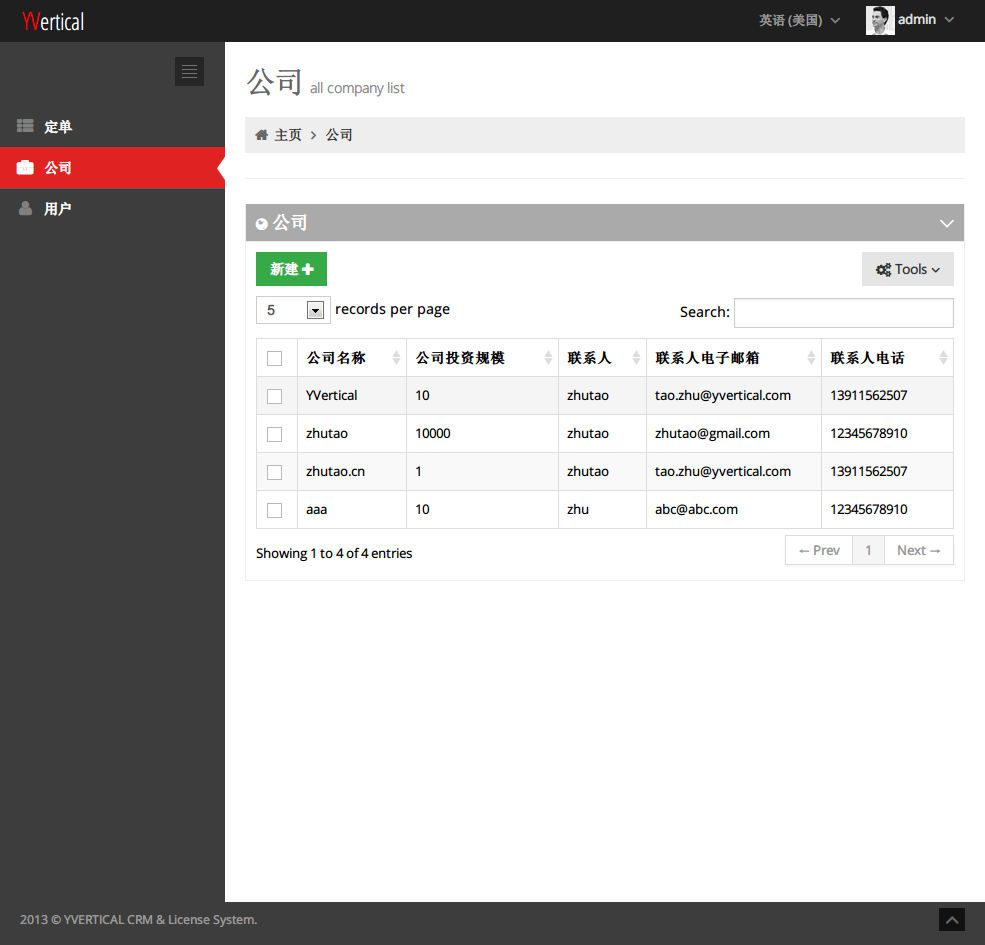 YVertical 英语 (美国) admin
定单
公司
用户
公司 all company list
主页 > 公司
公司
新建 Tools
5 records per page Search:
公司名称 公司投资规模 联系人 联系人电子邮箱 联系人电话
YVertical 10 zhutao tao.zhu@yvertical.com 13911562507
zhutao 10000 zhutao zhutao@gmail.com 12345678910
zhutao.cn 1 zhutao tao.zhu@yvertical.com 13911562507
aaa 10 zhu abc@abc.com 12345678910
Showing 1 to 4 of 4 entries ← Prev 1 Next →
2013 © YVERTICAL CRM & License System.